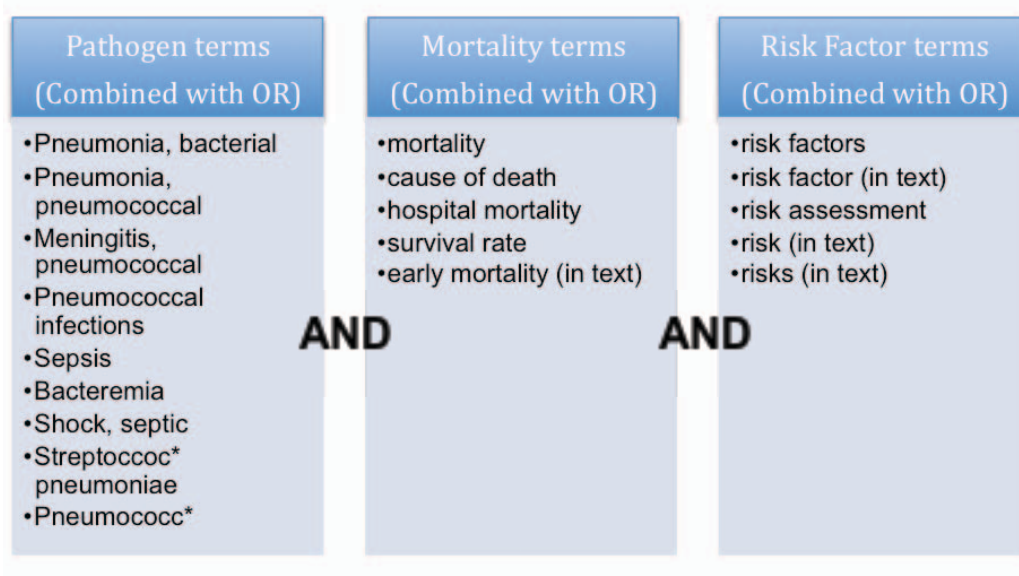 Pathogen terms
(Combined with OR)
•Pneumonia, bacterial
•Pneumonia,
pneumococcal
•Meningitis,
pneumococcal
•Pneumococcal
infections
•Sepsis
•Bacteremia
•Shock, septic
•Streptoccoc*
pneumoniae
•Pneumococc*
AND
Mortality terms
(Combined with OR)
•mortality
•cause of death
•hospital mortality
•survival rate
•early mortality (in text)
AND
Risk Factor terms
(Combined with OR)
•risk factors
•risk factor (in text)
•risk assessment
•risk (in text)
•risks (in text)